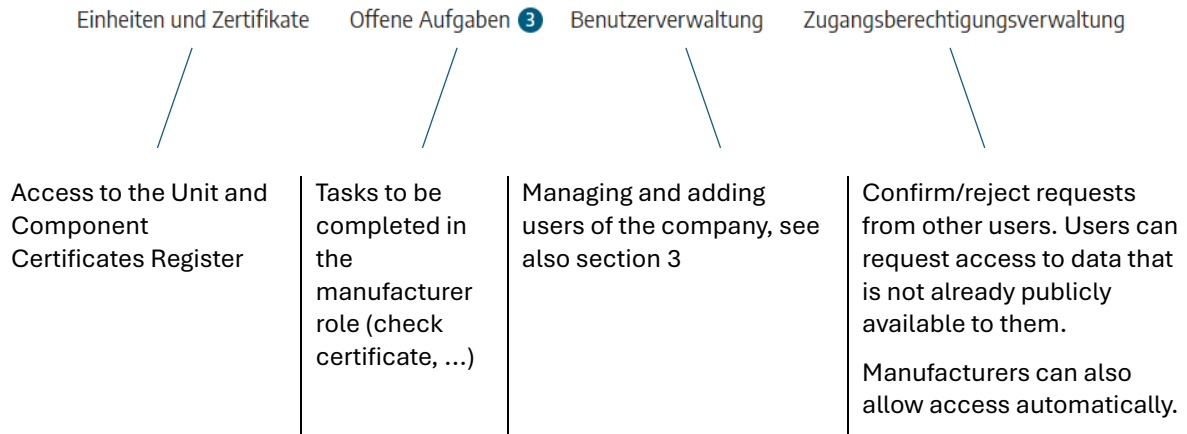 Einheiten und Zertifikate Offene Aufgaben 3 Benutzerverwaltung Zugangsberechtigungsverwaltung
Access to the Unit and
Component
Certificates Register
Tasks to be
completed in
the
manufacturer
role (check
certificate, ...)
Managing and adding
users of the company, see
also section 3
Confirm/reject requests
from other users. Users can
request access to data that
is not already publicly
available to them.
Manufacturers can also
allow access automatically.